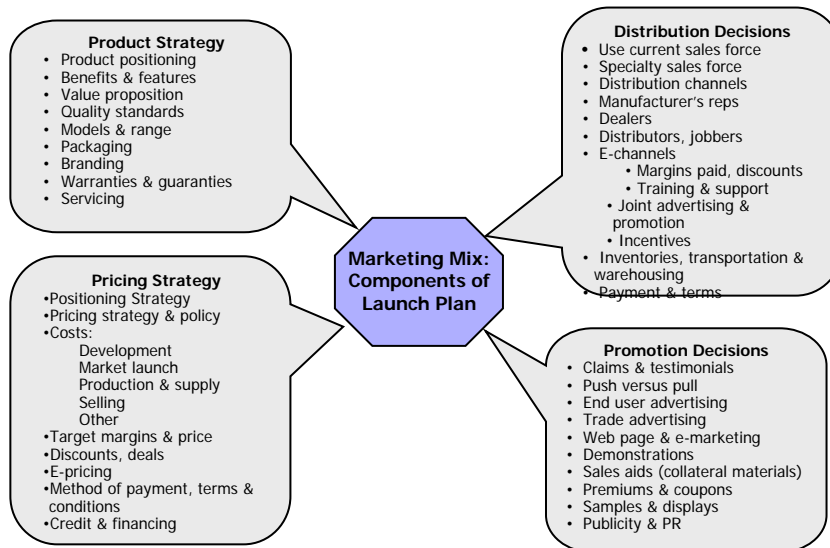 Product Strategy
• Product positioning
• Benefits & features
• Value proposition
• Quality standards
• Models & range
• Packaging
• Branding
• Warranties & guaranties
• Servicing
Distribution Decisions
• Use current sales force
• Specialty sales force
• Distribution channels
• Manufacturer's reps
• Dealers
• Distributors, jobbers
• E-channels
• Margins paid, discounts
• Training & support
• Joint advertising &
promotion
• Incentives
• Inventories, transportation &
warehousing
• Payment & terms
Marketing Mix:
Components of
Launch Plan
Pricing Strategy
•Positioning Strategy
•Pricing strategy & policy
•Costs:
Development
Market launch
Production & supply
Selling
Other
•Target margins & price
•Discounts, deals
•E-pricing
•Method of payment, terms &
conditions
•Credit & financing
Promotion Decisions
• Claims & testimonials
• Push versus pull
• End user advertising
• Trade advertising
• Web page & e-marketing
• Demonstrations
• Sales aids (collateral materials)
• Premiums & coupons
• Samples & displays
• Publicity & PR